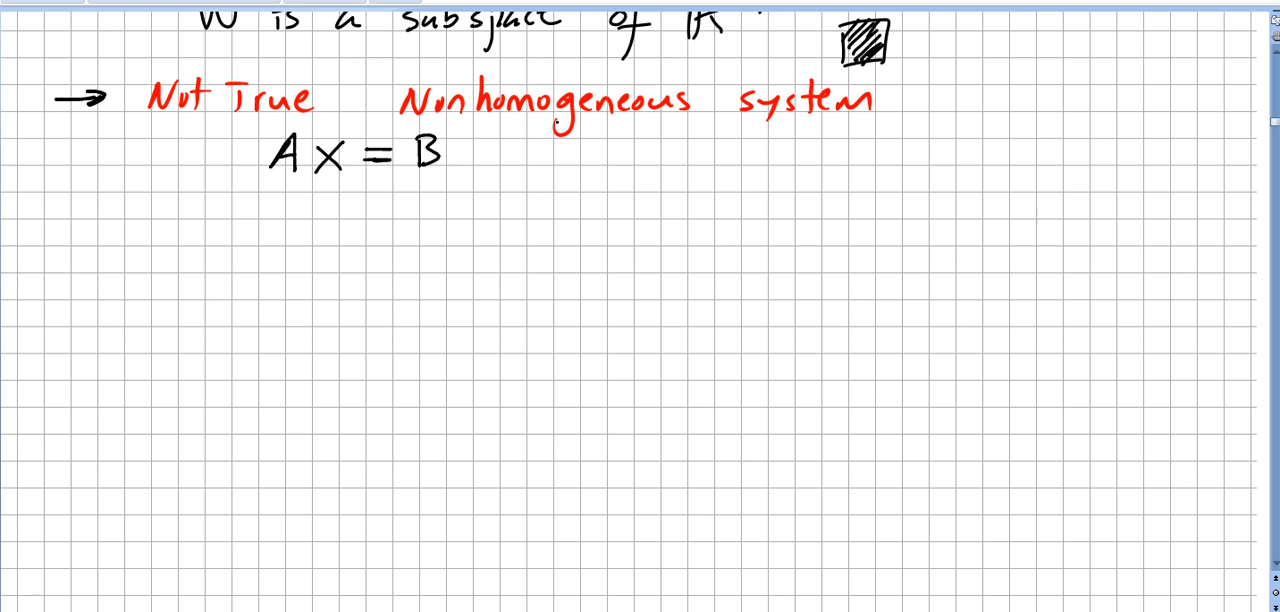 W is a subspace of R
→ Not True Nonhomogeneous system
AX = B